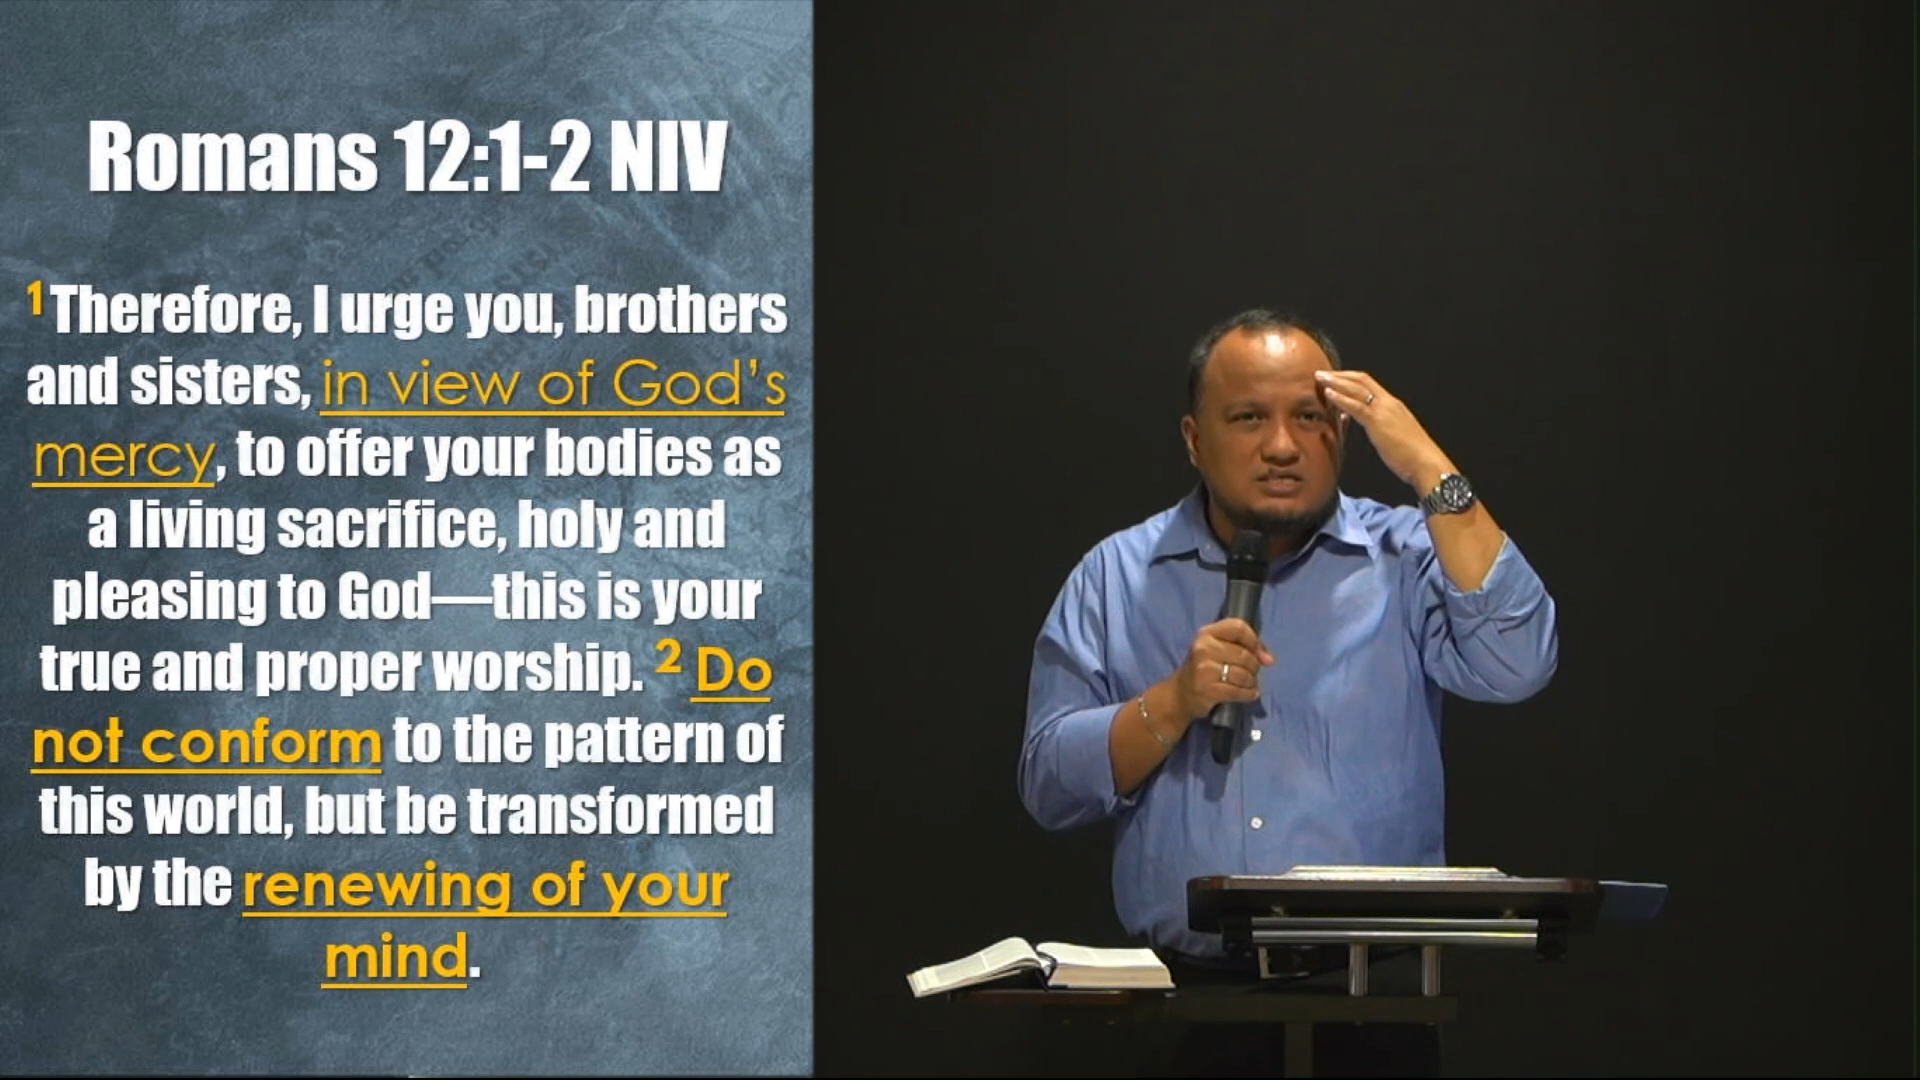 Romans 12:1-2 NIV
1 Therefore, I urge you, brothers
and sisters, in view of God's
mercy, to offer your bodies as
a living sacrifice, holy and
pleasing to God—this is your
true and proper worship. 2 Do
not conform to the pattern of
this world, but be transformed
by the renewing of your
mind.